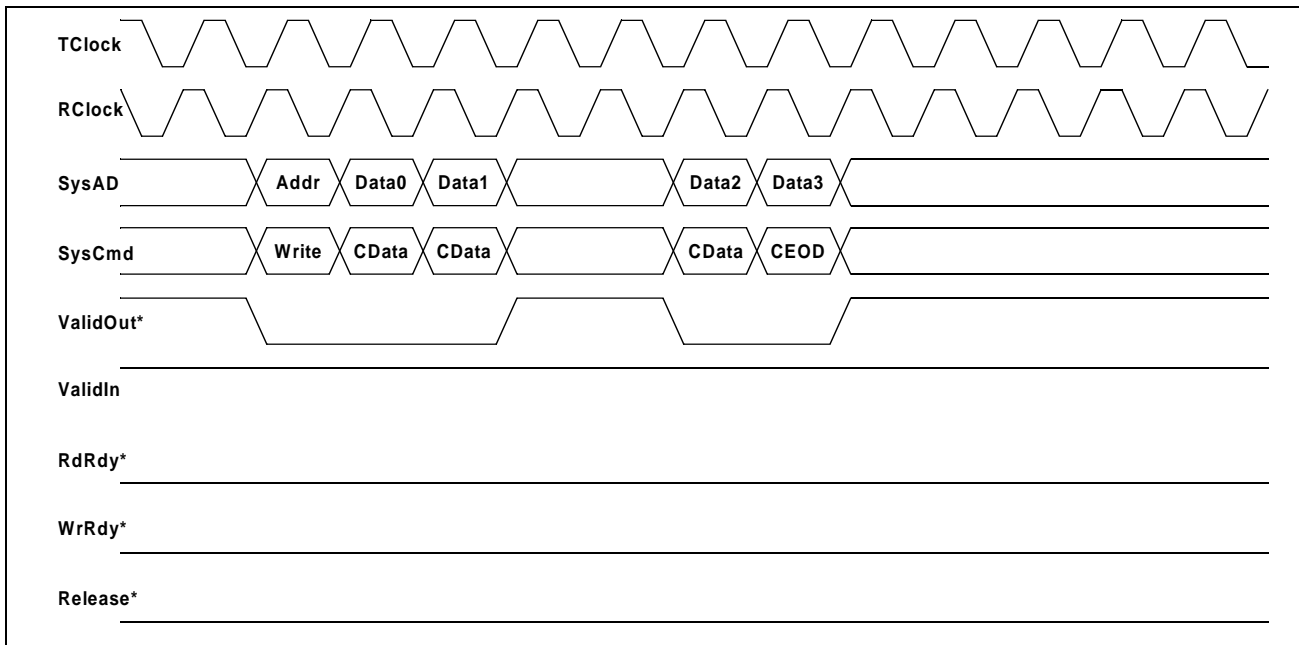 TClock
RClock
SysAD Addr Data0 Data1 Data2 Data3
SysCmd Write CData CData CData CEOD
ValidOut*
ValidIn
RdRdy*
WrRdy*
Release*